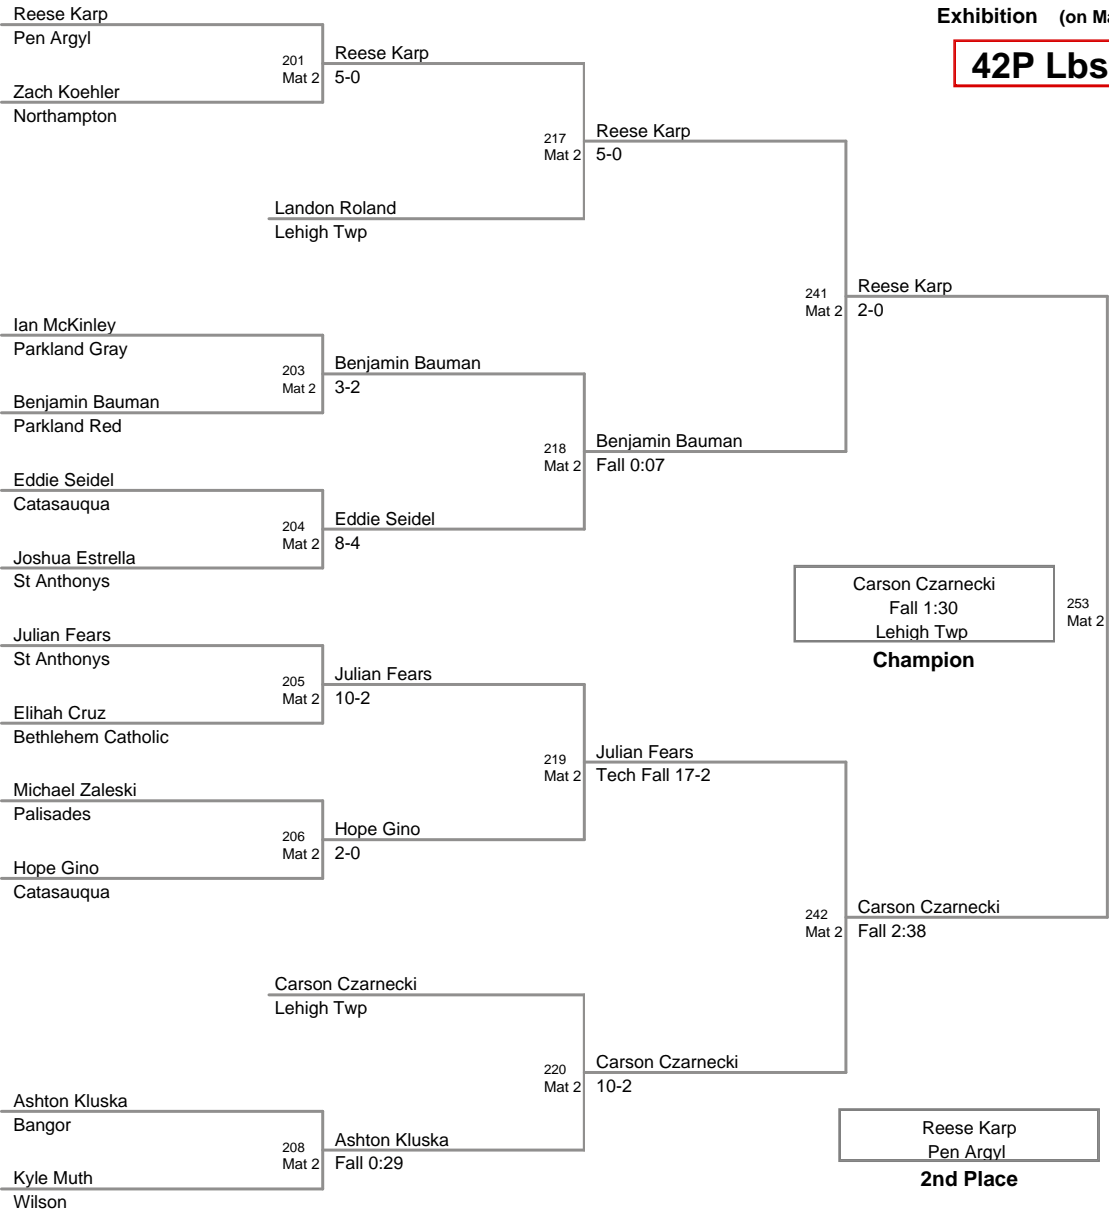 Reese Karp
Pen Argyl
201
Mat 2
Reese Karp
5-0
Zach Koehler
Northampton
Exhibition (on Ma
42P Lbs
217
Mat 2
Reese Karp
5-0
Landon Roland
Lehigh Twp
241
Mat 2
Reese Karp
2-0
Ian McKinley
Parkland Gray
203
Mat 2
Benjamin Bauman
3-2
Benjamin Bauman
Parkland Red
218
Mat 2
Benjamin Bauman
Fall 0:07
Eddie Seidel
Catasauqua
204
Mat 2
Eddie Seidel
8-4
Joshua Estrella
St Anthonys
Carson Czarnecki
Fall 1:30
Lehigh Twp
Champion
253
Mat 2
Julian Fears
St Anthonys
205
Mat 2
Julian Fears
10-2
Elihah Cruz
Bethlehem Catholic
219
Mat 2
Julian Fears
Tech Fall 17-2
Michael Zaleski
Palisades
206
Mat 2
Hope Gino
2-0
Hope Gino
Catasauqua
242
Mat 2
Carson Czarnecki
Fall 2:38
Carson Czarnecki
Lehigh Twp
220
Mat 2
Carson Czarnecki
10-2
Ashton Kluska
Bangor
208
Mat 2
Ashton Kluska
Fall 0:29
Kyle Muth
Wilson
Reese Karp
Pen Argyl
2nd Place